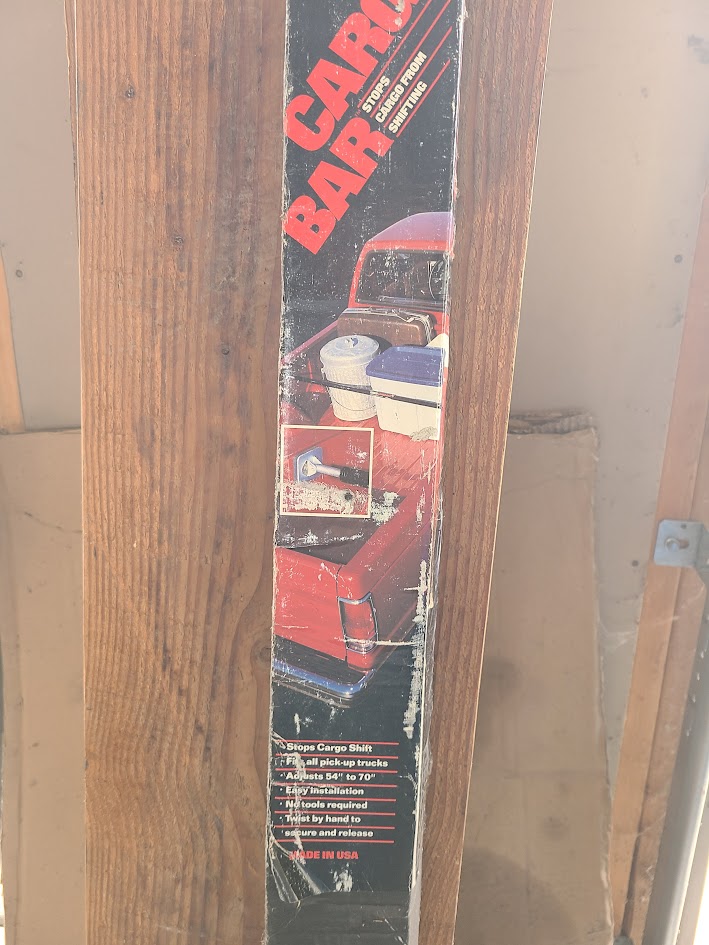 CARGO
BAR
STOPS
CARGO FROM
SHIFTING
· Stops Cargo Shift
· Fits all pick-up trucks
· Adjusts 54" to 70"
· Easy installation
· No tools required
· Twist by hand to
secure and release
MADE IN USA